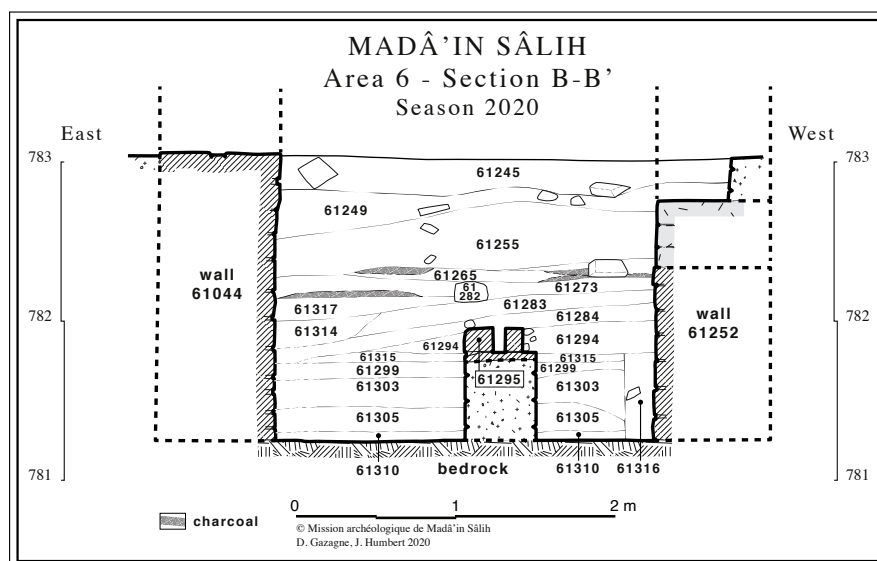 MADÂ’IN SÂLIH
Area 6 - Section B-B’
Season 2020
East
West
783
783
61245
61249
61255
wall
61044
61265
61273
61
282
61283
61317
782
782
61284
wall
61252
61314
61294
61294
61315
61315
61299
61299
61295
61303
61303
61305
61305
61310
bedrock
61310
61316
781
781
charcoal
0
1
2 m
© Mission archéologique de Madâ’in Sâlih
D. Gazagne, J. Humbert 2020